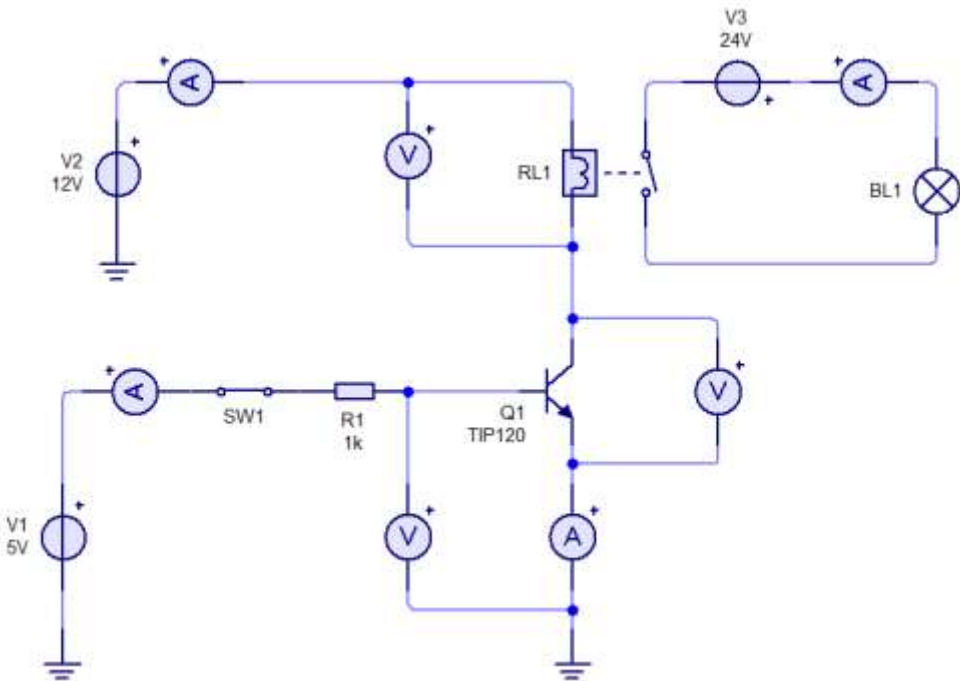 V3
24V
+
A
+
+
A
+
V2
12V
+
V
+
RL1
BL1
+
A
SW1
R1
1k
Q1
TIP120
V
+
V1
5V
+
V
+
A
+